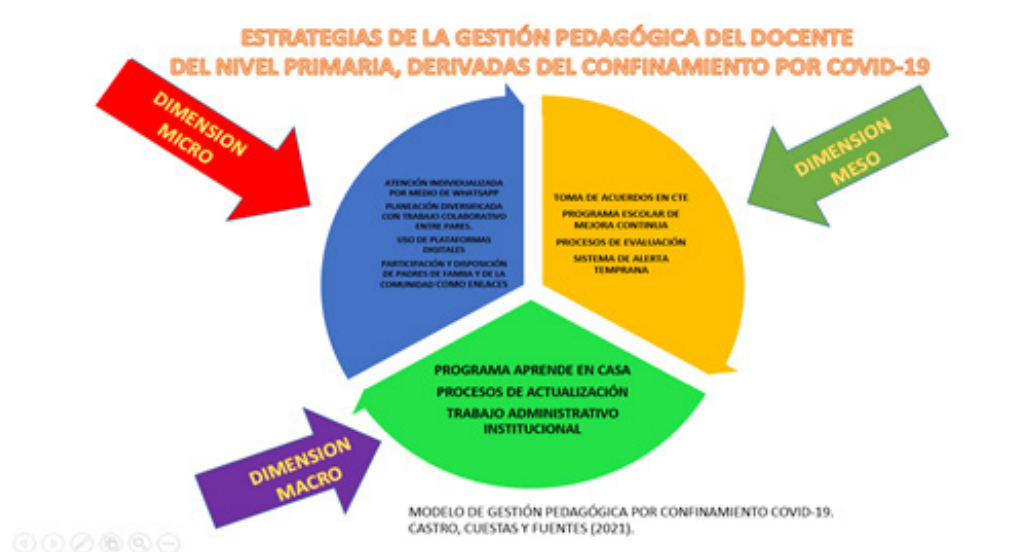 ESTRATEGIAS DE LA GESTIÓN PEDAGÓGICA DEL DOCENTE
DEL NIVEL PRIMARIA, DERIVADAS DEL CONFINAMIENTO POR COVID-19
DIMENSION
MICRO
DIMENSION
MESO
ATENCIÓN INDIVIDUALIZADA
POR MEDIO DE WHATSAPP
PLANEACIÓN DIVERSIFICADA
CON TRABAJO COLABORATIVO
ENTRE PARES.
USO DE PLATAFORMAS
DIGITALES
PARTICIPACIÓN Y DISPOSICIÓN
DE PADRES DE FAMILIA Y DE LA
COMUNIDAD COMO ENLACES
TOMA DE ACUERDOS EN CTE
PROGRAMA ESCOLAR DE
MEJORA CONTINUA
PROCESOS DE EVALUACIÓN
SISTEMA DE ALERTA
TEMPRANA
PROGRAMA APRENDE EN CASA
PROCESOS DE ACTUALIZACIÓN
TRABAJO ADMINISTRATIVO
INSTITUCIONAL
DIMENSION
MACRO
MODELO DE GESTIÓN PEDAGÓGICA POR CONFINAMIENTO COVID-19.
CASTRO, CUESTAS Y FUENTES (2021).